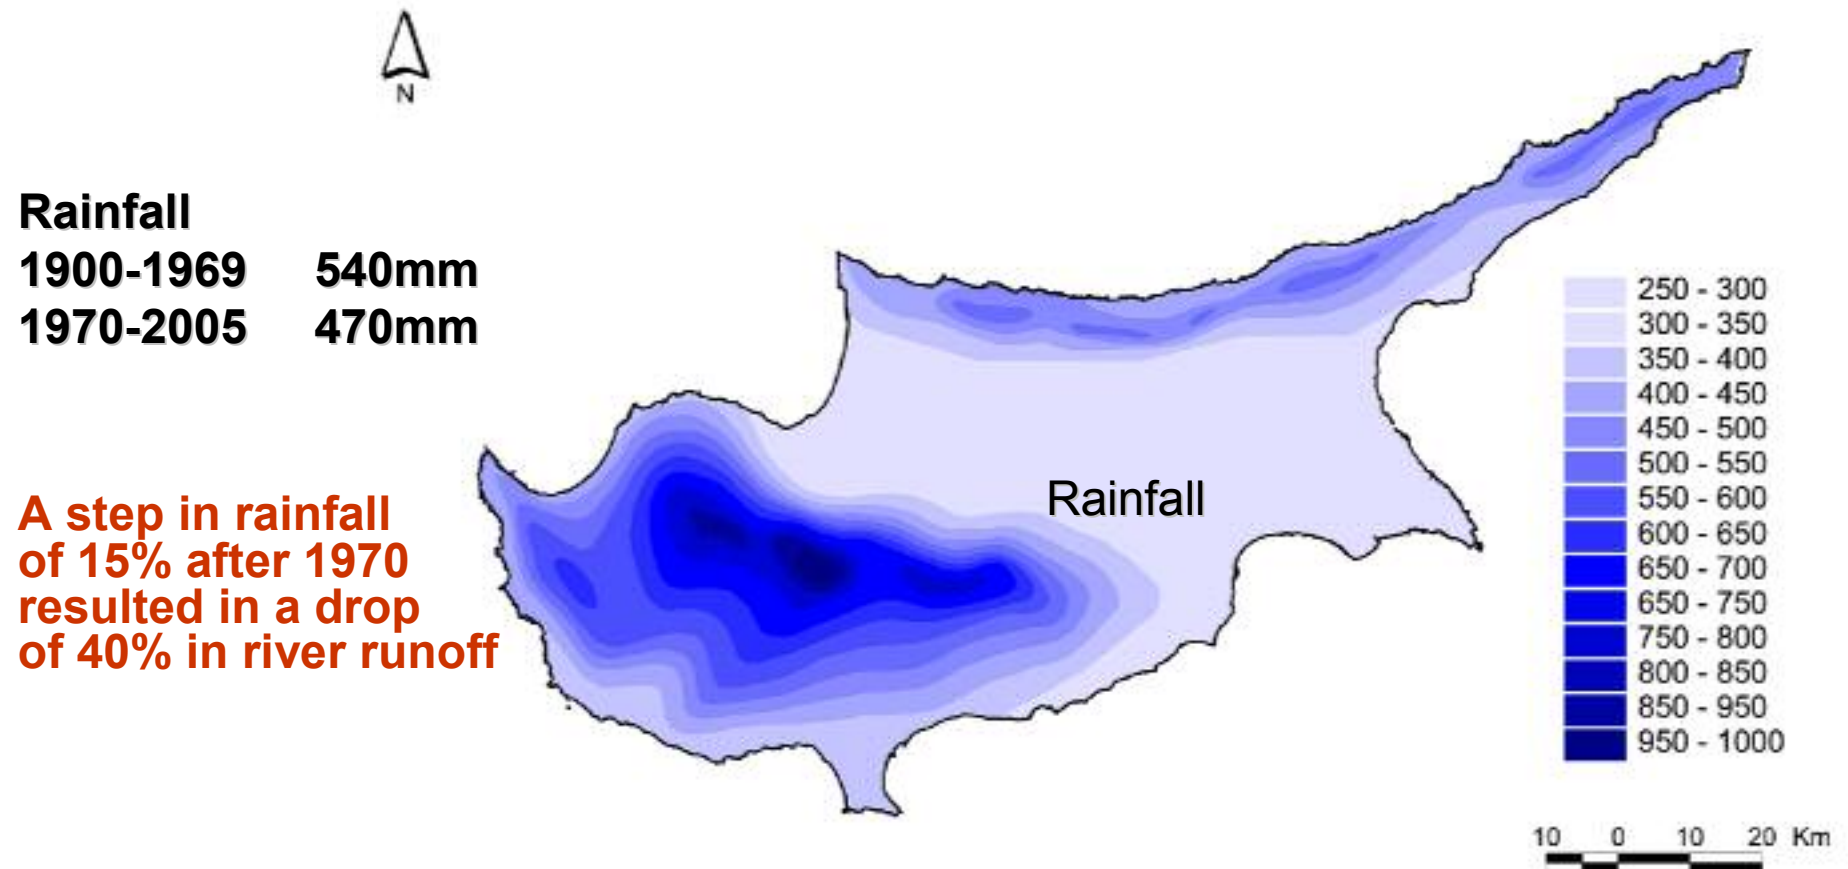 N
Rainfall
1900-1969 540mm
1970-2005 470mm
A step in rainfall
of 15% after 1970
resulted in a drop
of 40% in river runoff
Rainfall
250 - 300
300 - 350
350 - 400
400 - 450
450 - 500
500 - 550
550 - 600
600 - 650
650 - 700
650 - 750
750 - 800
800 - 850
850 - 950
950 - 1000
10 0 10 20 Km